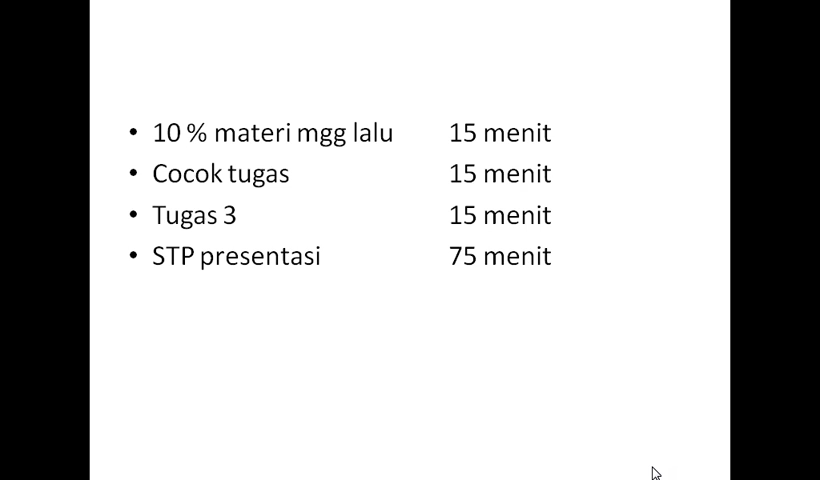 • 10 % materi mgg lalu 15 menit
• Cocok tugas 15 menit
• Tugas 3 15 menit
• STP presentasi 75 menit